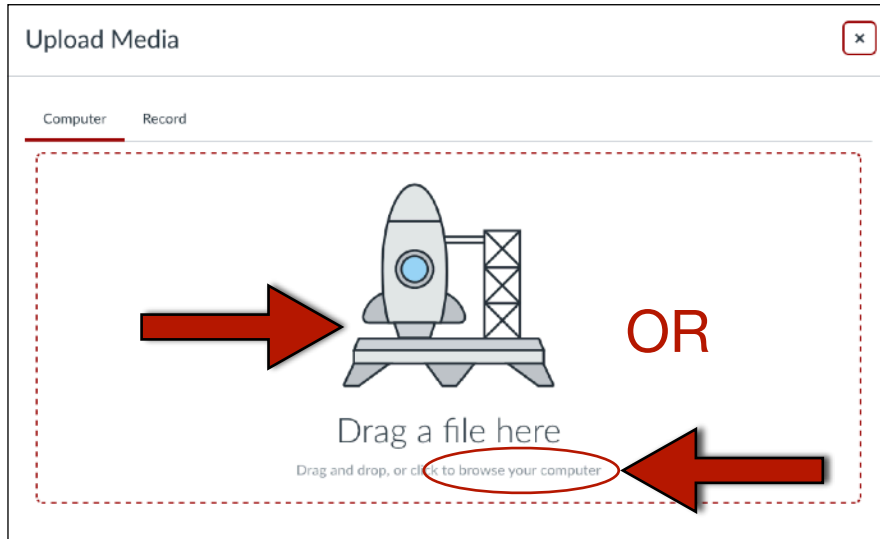 Upload Media
×
Computer Record
OR
Drag a file here
Drag and drop, or click to browse your computer